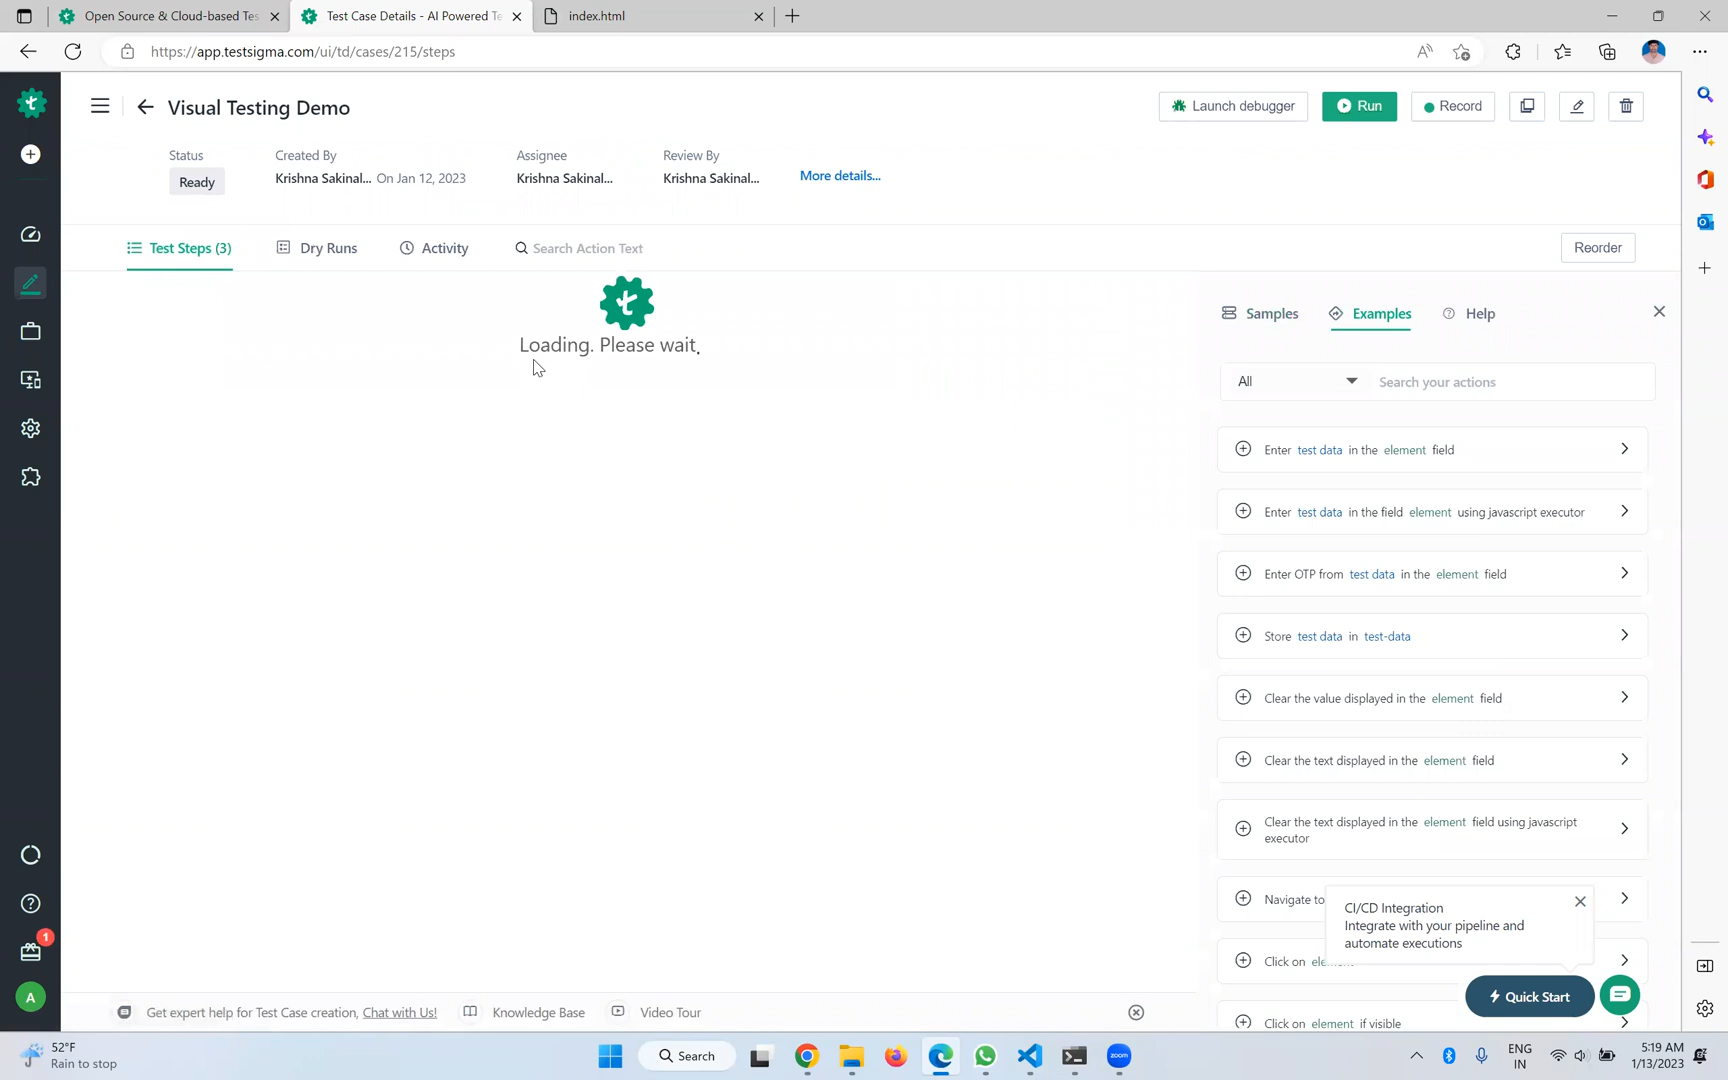 Open Source & Cloud-based Tes
Test Case Details - AI Powered Te
index.html
https://app.testsigma.com/ui/td/cases/215/steps
Visual Testing Demo
Launch debugger
Run
Record
Status
Created By
Assignee
Review By
Ready
Krishna Sakinal... On Jan 12, 2023
Krishna Sakinal...
Krishna Sakinal...
More details...
Test Steps (3)
Dry Runs
Activity
Search Action Text
Reorder
Loading. Please wait.
Samples
Examples
Help
All
Search your actions
Enter test data in the element field
Enter test data in the field element using javascript executor
Enter OTP from test data in the element field
Store test data in test-data
Clear the value displayed in the element field
Clear the text displayed in the element field
Clear the text displayed in the element field using javascript
executor
Navigate to
CI/CD Integration
Integrate with your pipeline and
automate executions
Click on
Quick Start
Click on element if visible
1
A
Get expert help for Test Case creation, Chat with Us!
Knowledge Base
Video Tour
52°F
Rain to stop
Search
zoom
ENG
IN
5:19 AM
1/13/2023